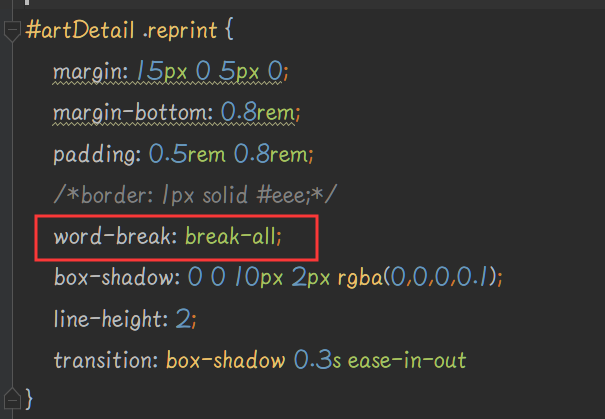 #artDetail .reprint {
margin: 15px 0 5px 0;
margin-bottom: 0.8rem;
padding: 0.5rem 0.8rem;
/*border: 1px solid #eee;*/
word-break: break-all;
box-shadow: 0 0 10px 2px rgba(0,0,0,0.1);
line-height: 2;
transition: box-shadow 0.3s ease-in-out
}